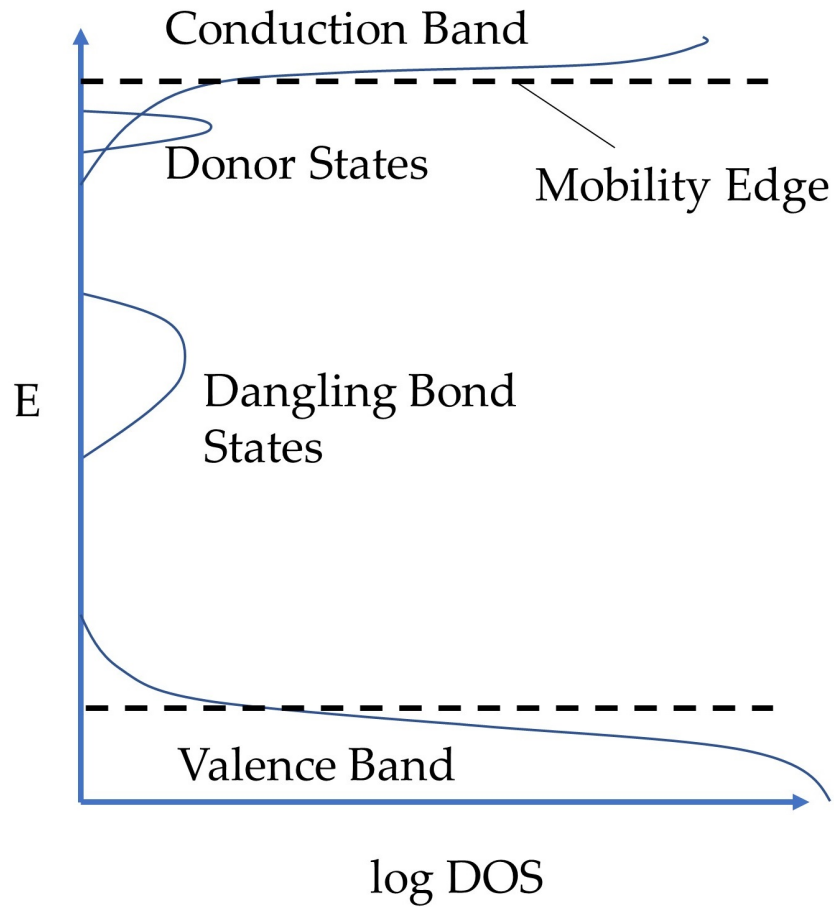 Conduction Band
Donor States
Mobility Edge
E
Dangling Bond
States
Valence Band
log DOS